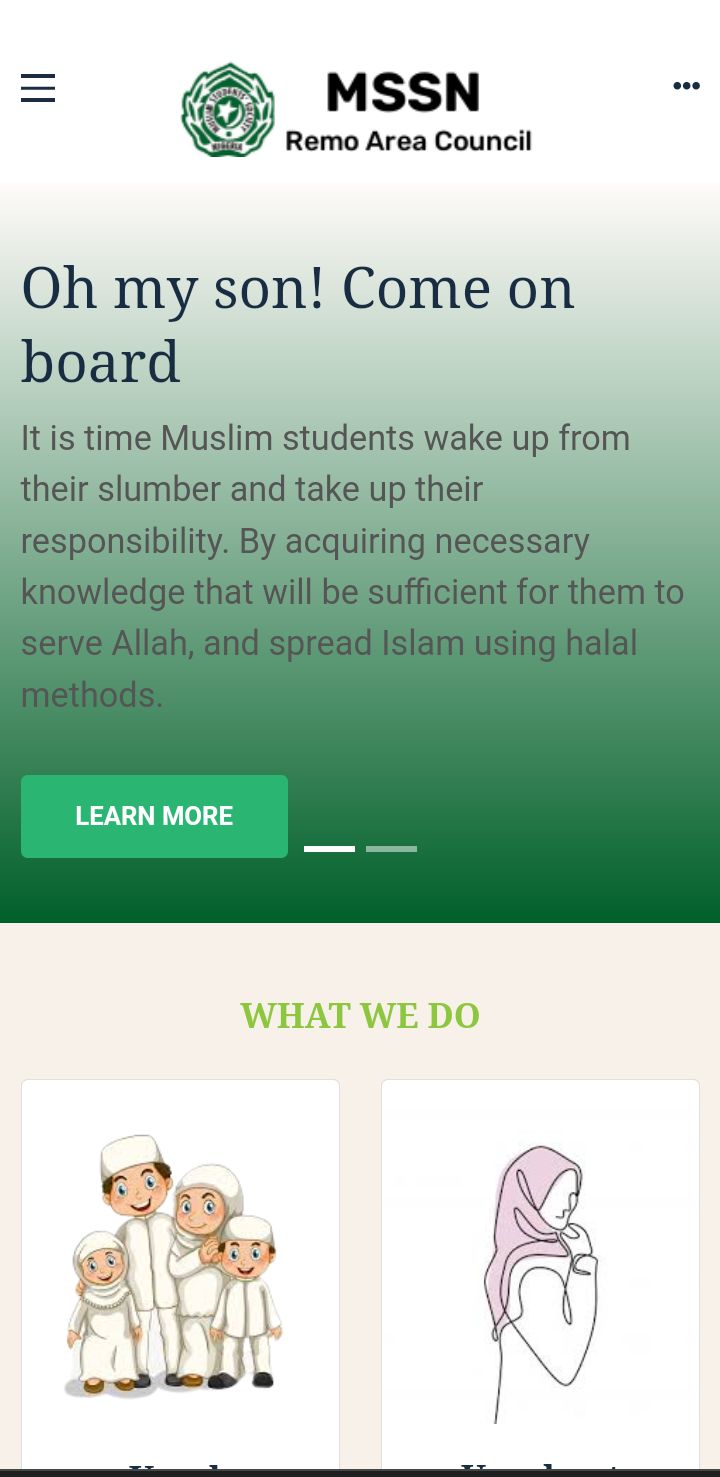 MSSN
Remo Area Council
Oh my son! Come on
board
It is time Muslim students wake up from
their slumber and take up their
responsibility. By acquiring necessary
knowledge that will be sufficient for them to
serve Allah, and spread Islam using halal
methods.
LEARN MORE
WHAT WE DO